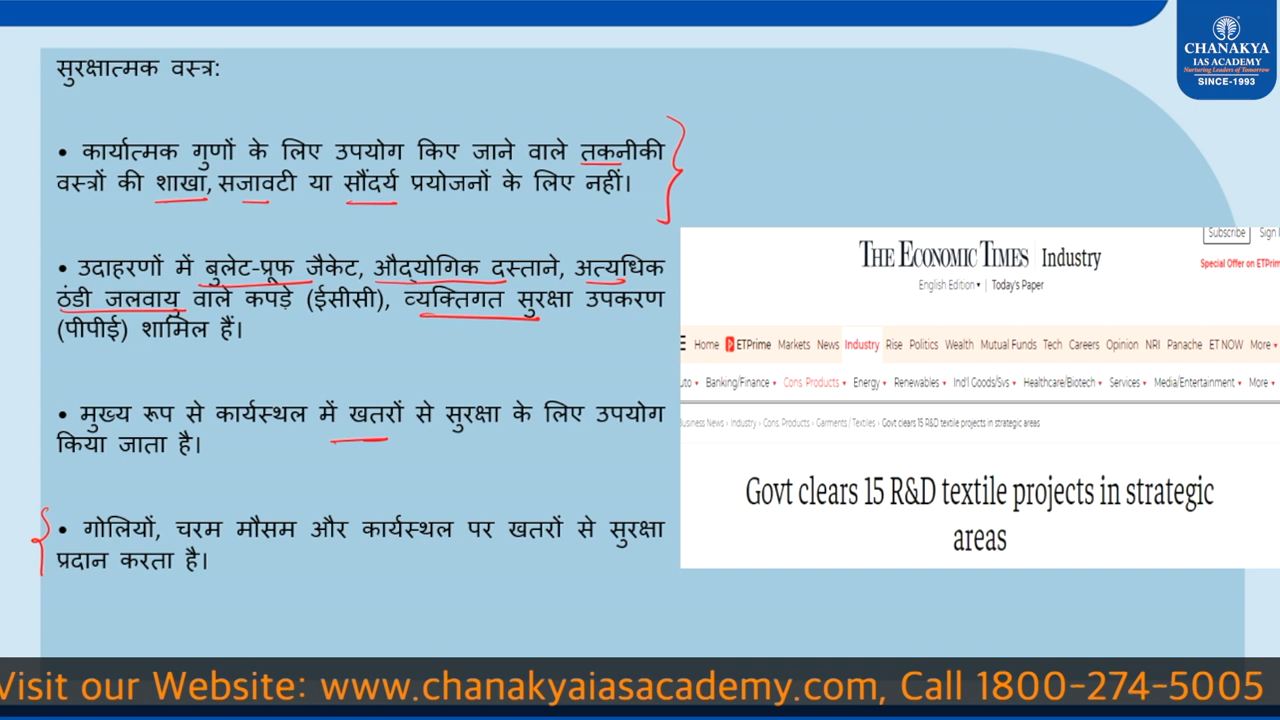 CHANAKYA
IAS ACADEMY
Nurturing Leaders of Tomorrow
SINCE-1993
सुरक्षात्मक वस्त्र:
• कार्यात्मक गुणों के लिए उपयोग किए जाने वाले तकनीकी
वस्त्रों की शाखा, सजावटी या सौंदर्य प्रयोजनों के लिए नहीं।
• उदाहरणों में बुलेट-प्रूफ जैकेट, औद्योगिक दस्ताने, अत्यधिक
ठंडी जलवायु वाले कपड़े (ईसीसी), व्यक्तिगत सुरक्षा उपकरण
(पीपीई) शामिल हैं।
• मुख्य रूप से कार्यस्थल में खतरों से सुरक्षा के लिए उपयोग
किया जाता है।
• गोलियों, चरम मौसम और कार्यस्थल पर खतरों से सुरक्षा
प्रदान करता है।
Subscribe Sign
THE ECONOMIC TIMES | Industry
English Edition | Today's Paper
Special Offer on ETPrim
Home ETPrime Markets News Industry Rise Politics Wealth Mutual Funds Tech Careers Opinion NRI Panache ET NOW More
uto Banking/Finance Cons Products Energy Renewables Ind'l Goods/Svs Healthcare/Biotech Services Media/Entertainment More
usiness News › Industry › Cons. Products › Garments / Textiles › Govt clears 15 R&D textile projects in strategic areas
Govt clears 15 R&D textile projects in strategic
areas
Visit our Website: www.chanakyaiasacademy.com, Call 1800-274-5005